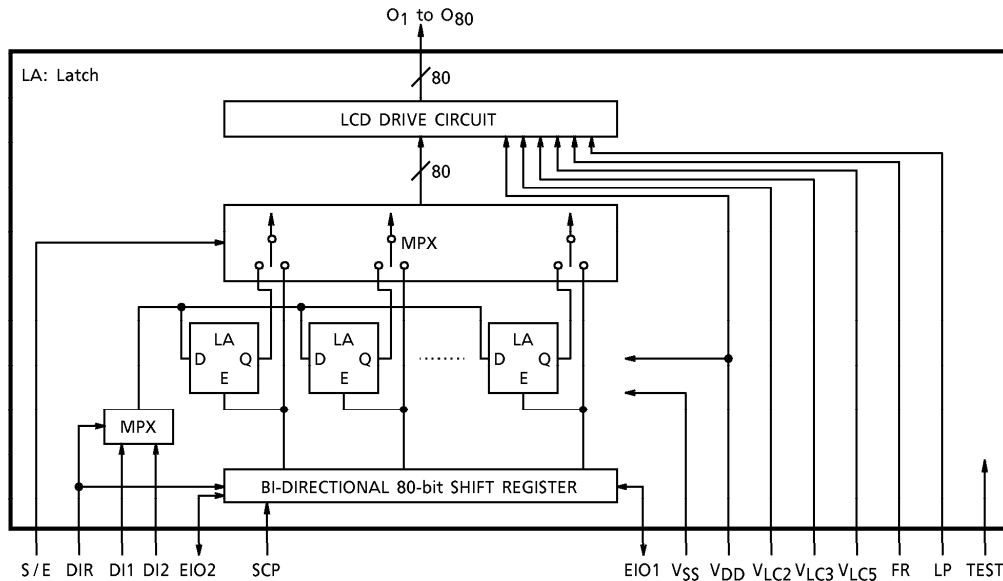 O1 to O80
LA: Latch
80
LCD DRIVE CIRCUIT
80
MPX
LA
D Q
E
LA
D Q
E
LA
D Q
E
MPX
BI-DIRECTIONAL 80-bit SHIFT REGISTER
S/E DIR DI1 DI2 EIO2 SCP EIO1 VSS VDD VLC2 VLC3 VLC5 FR LP TEST